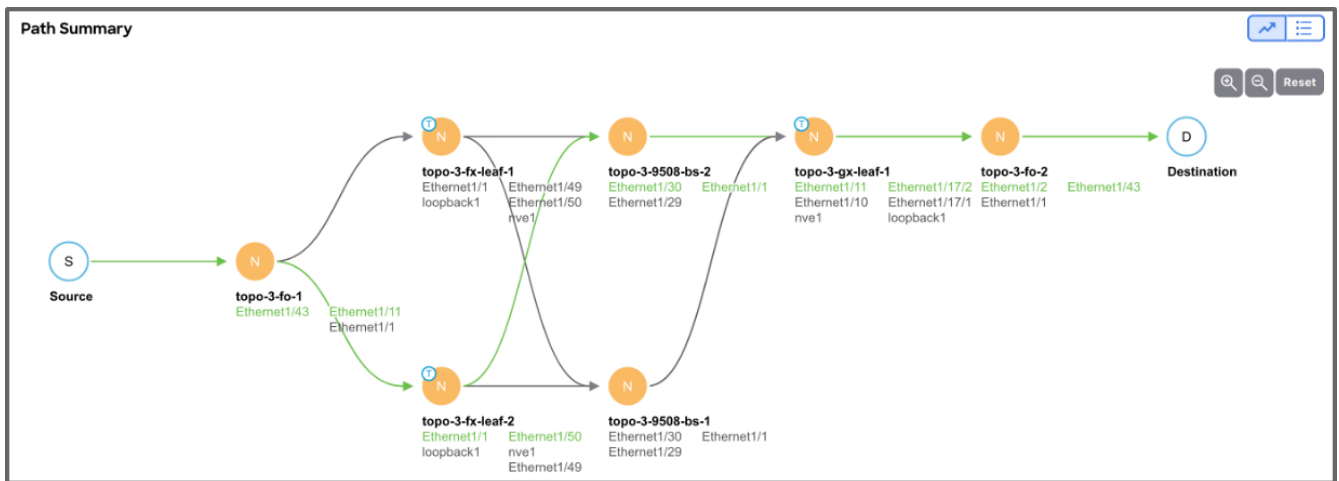 Path Summary
Reset
T
N
topo-3-fx-leaf-1
Ethernet1/1 Ethernet1/49
loopback1 Ethernet1/50
nve1
N
topo-3-9508-bs-2
Ethernet1/30 Ethernet1/1
Ethernet1/29
T
N
topo-3-gx-leaf-1
Ethernet1/11 Ethernet1/17/2
Ethernet1/10 Ethernet1/17/1
nve1 loopback1
N
topo-3-fo-2
Ethernet1/2 Ethernet1/43
Ethernet1/1
D
Destination
S
Source
N
topo-3-fo-1
Ethernet1/43 Ethernet1/11
Ethernet1/1
T
N
topo-3-fx-leaf-2
Ethernet1/1 Ethernet1/50
loopback1 nve1
Ethernet1/49
N
topo-3-9508-bs-1
Ethernet1/30 Ethernet1/1
Ethernet1/29